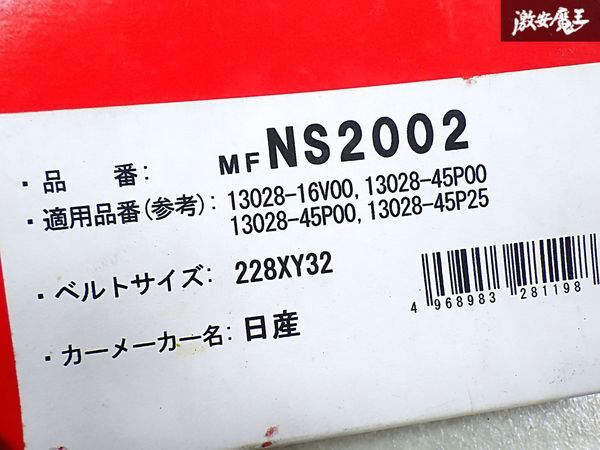 激安魔王
・品　番: MFNS2002
・適用品番(参考): 13028-16V00, 13028-45P00
13028-45P00, 13028-45P25
・ベルトサイズ: 228XY32
・カーメーカー名: 日産
4 968983 281198